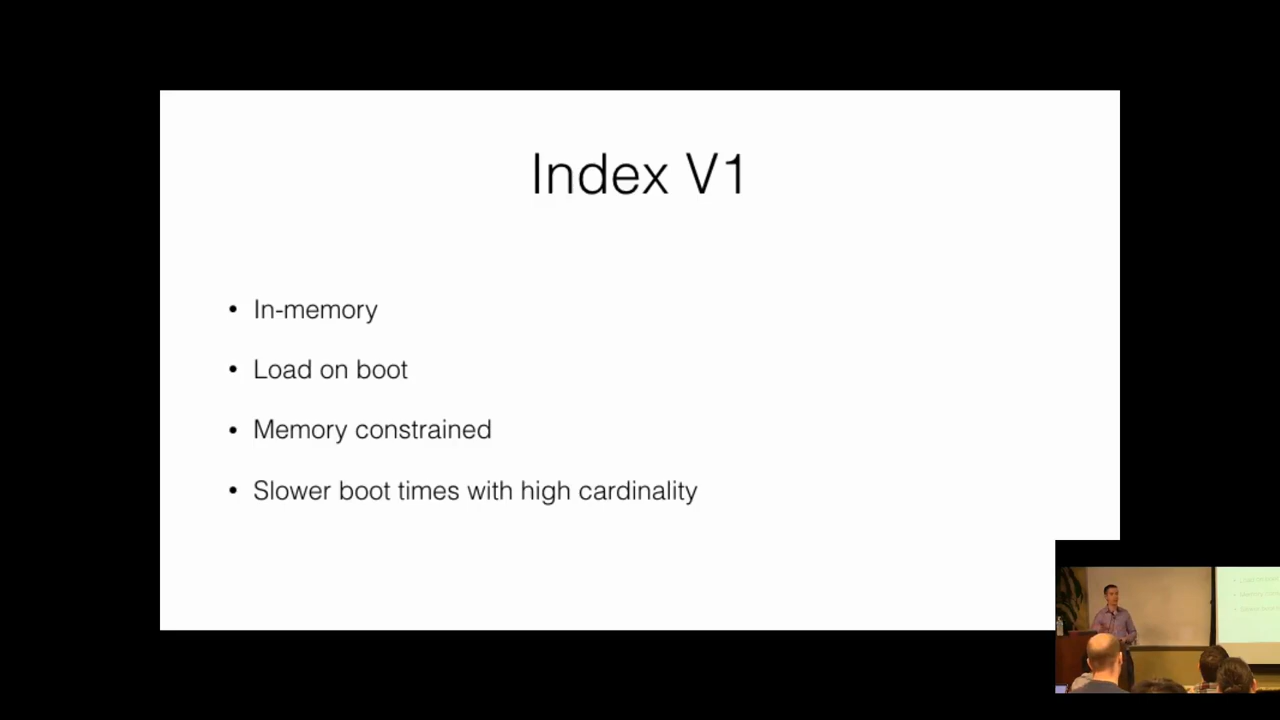 Index V1
• In-memory
• Load on boot
• Memory constrained
• Slower boot times with high cardinality